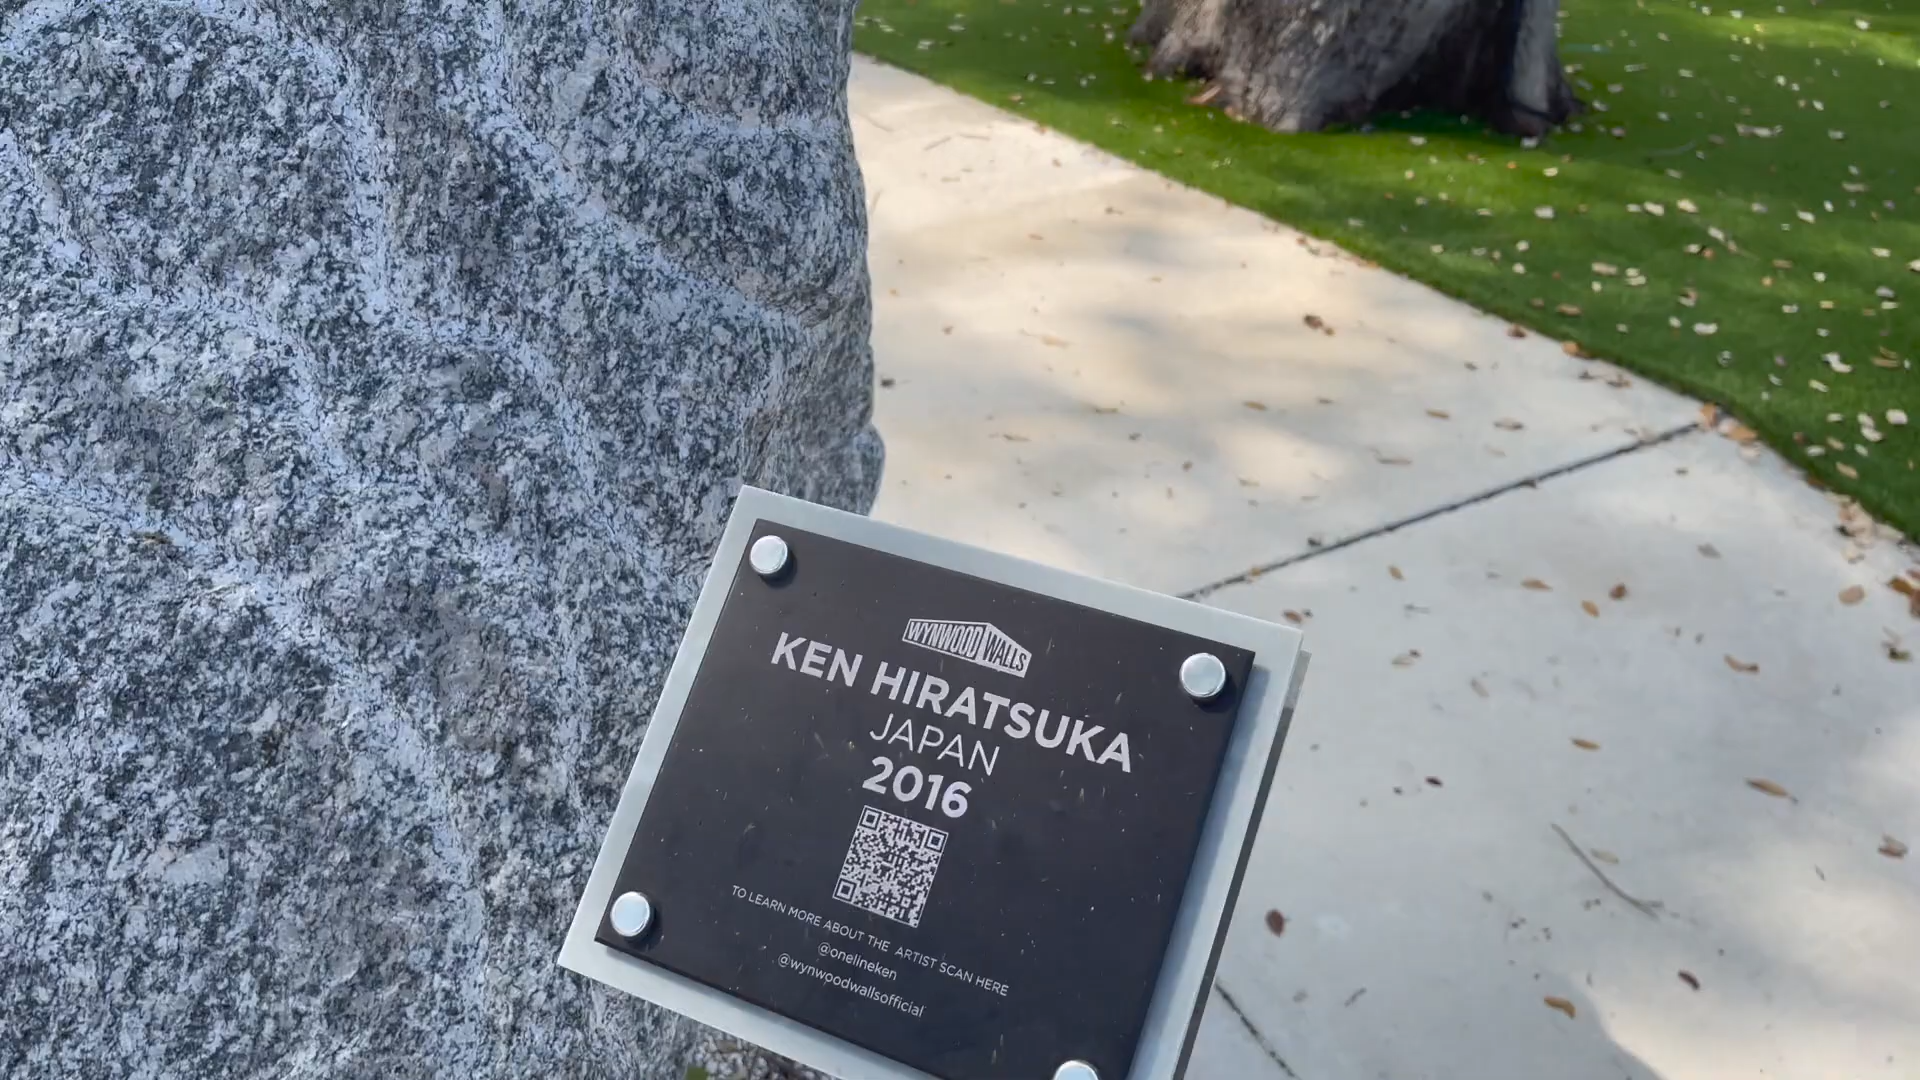 WYNWOOD WALLS
KEN HIRATSUKA
JAPAN
2016
TO LEARN MORE ABOUT THE ARTIST SCAN HERE
@onelineken
@wynwoodwallsofficial